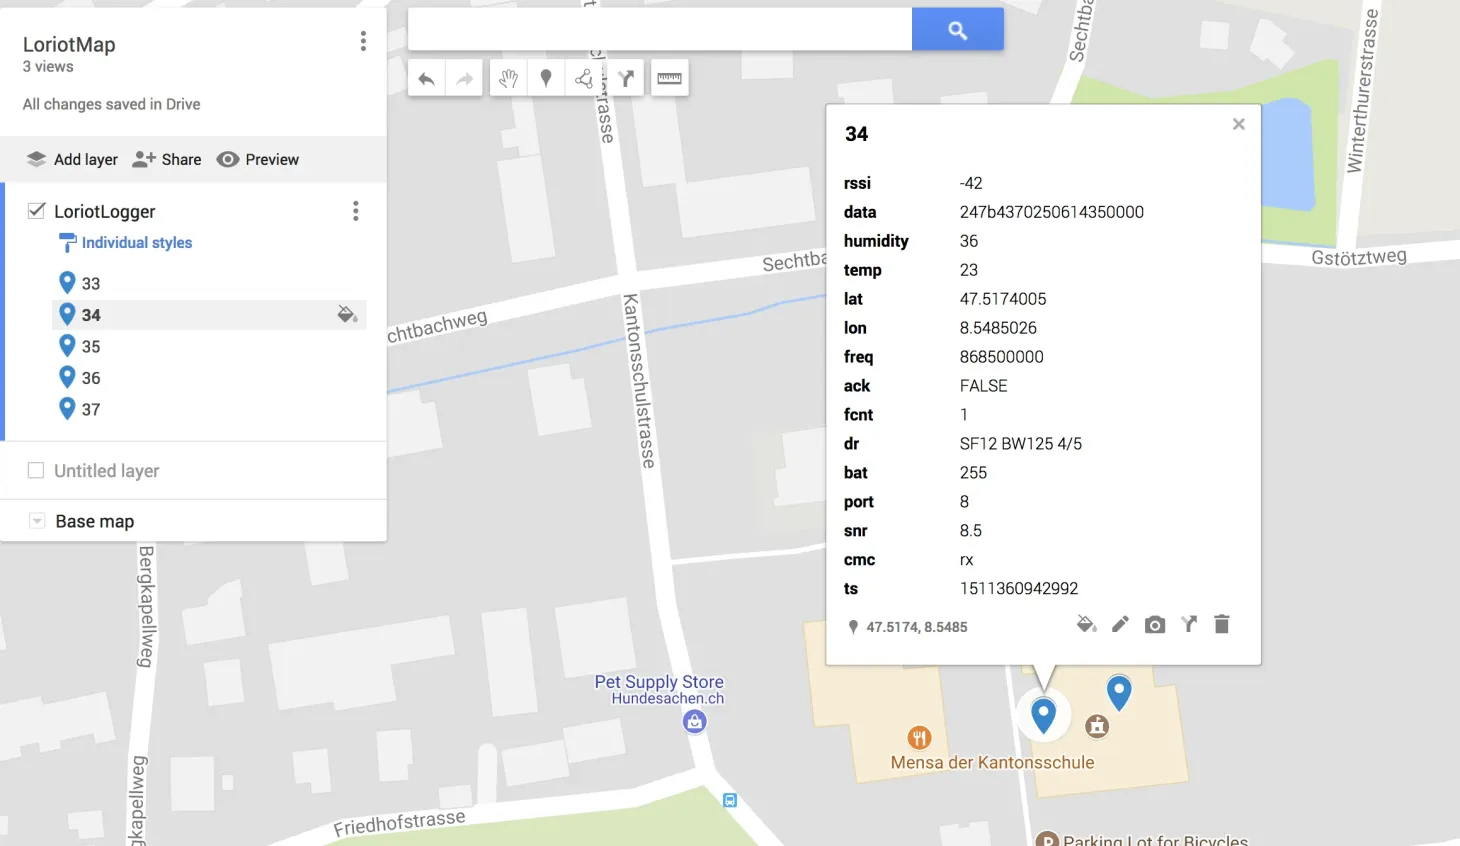 LoriotMap
3 views
All changes saved in Drive
Add layer
Share
Preview
LoriotLogger
Individual styles
33
34
35
36
37
Untitled layer
Base map
34
rssi -42
data 247b4370250614350000
humidity 36
temp 23
lat 47.5174005
lon 8.5485026
freq 868500000
ack FALSE
fcnt 1
dr SF12 BW125 4/5
bat 255
port 8
snr 8.5
cmc rx
ts 1511360942992
47.5174, 8.5485
Sechtba
Winterthurerstrasse
Gstötztweg
Sechtba
chtbachweg
Kantonsschulstrasse
Bergkapellweg
gkapellweg
Pet Supply Store
Hundesachen.ch
Mensa der Kantonsschule
Friedhofstrasse
Parking Lot for Bicycles